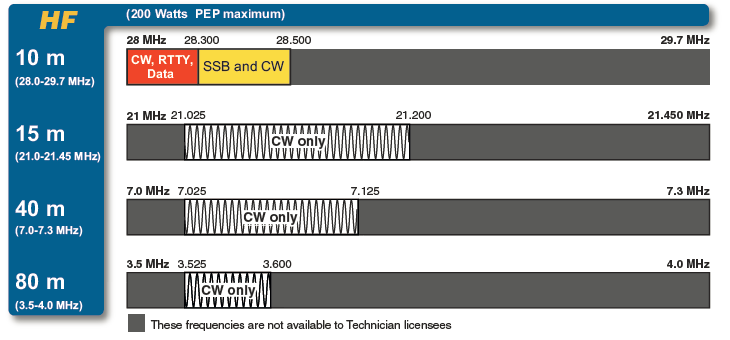 HF
(200 Watts PEP maximum)
28 MHz 28.300 28.500 29.7 MHz
10 m
(28.0-29.7 MHz)
CW, RTTY,
Data
SSB and CW
21 MHz 21.025 21.200 21.450 MHz
15 m
(21.0-21.45 MHz)
CW only
7.0 MHz 7.025 7.125 7.3 MHz
40 m
(7.0-7.3 MHz)
CW only
3.5 MHz 3.525 3.600 4.0 MHz
80 m
(3.5-4.0 MHz)
CW only
These frequencies are not available to Technician licensees